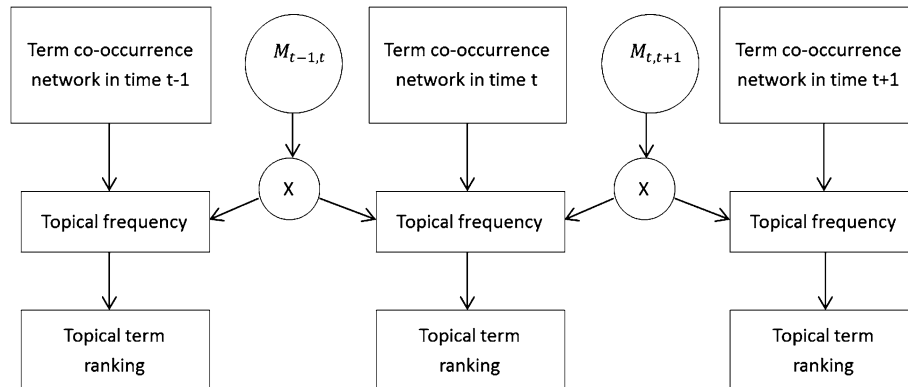 Term co-occurrence
network in time t-1
M_{t−1,t}
Term co-occurrence
network in time t
M_{t,t+1}
Term co-occurrence
network in time t+1
X
X
Topical frequency
Topical frequency
Topical frequency
Topical term
ranking
Topical term
ranking
Topical term
ranking